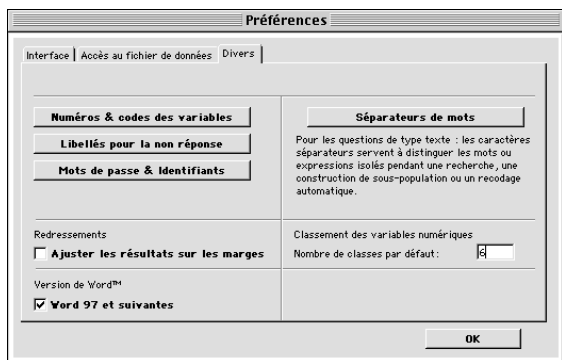 Préférences
Interface Accès au fichier de données Divers
Numéros & codes des variables
Libellés pour la non réponse
Mots de passe & Identifiants
Séparateurs de mots
Pour les questions de type texte : les caractères
séparateurs servent à distinguer les mots ou
expressions isolés pendant une recherche, une
construction de sous-population ou un recodage
automatique.
Redressements
Ajuster les résultats sur les marges
Classement des variables numériques
Nombre de classes par défaut: 6
Version de Word™
Word 97 et suivantes
OK